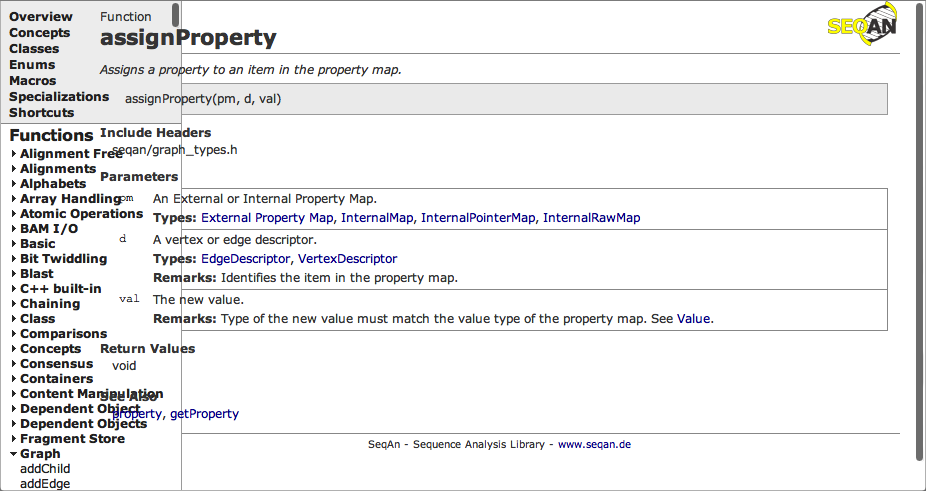 Overview
Concepts
Classes
Enums
Macros
Specializations
Shortcuts
Functions
Alignment Free
Alignments
Alphabets
Array Handling
Atomic Operations
BAM I/O
Basic
Bit Twiddling
Blast
C++ built-in
Chaining
Class
Comparisons
Concepts
Consensus
Containers
Content Manipulation
Dependent Object
Dependent Objects
Fragment Store
Graph
addChild
addEdge
Function
assignProperty
SEQAN
Assigns a property to an item in the property map.
assignProperty(pm, d, val)
Include Headers
seqan/graph_types.h
Parameters
pm An External or Internal Property Map.
Types: External Property Map, InternalMap, InternalPointerMap, InternalRawMap
d A vertex or edge descriptor.
Types: EdgeDescriptor, VertexDescriptor
Remarks: Identifies the item in the property map.
val The new value.
Remarks: Type of the new value must match the value type of the property map. See Value.
Return Values
void
See Also
property, getProperty
SeqAn - Sequence Analysis Library - www.seqan.de